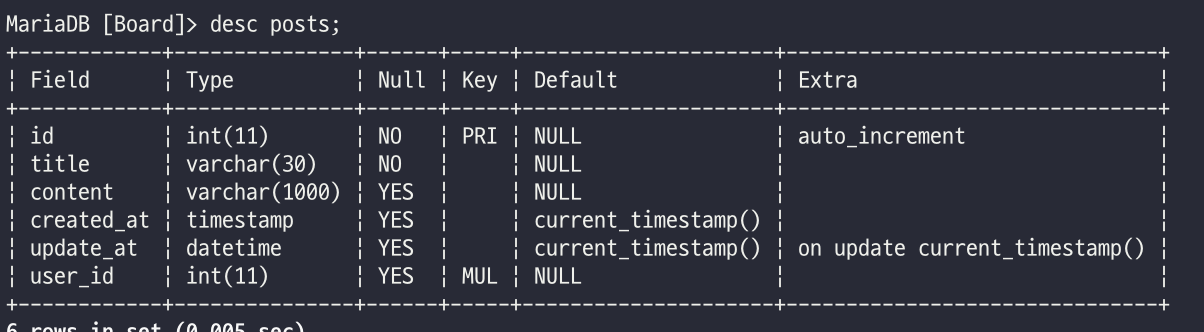 MariaDB [Board]> desc posts;
+------------+---------------+------+-----+---------------------+-------------------------------+
| Field      | Type          | Null | Key | Default             | Extra                         |
+------------+---------------+------+-----+---------------------+-------------------------------+
| id         | int(11)       | NO   | PRI | NULL                | auto_increment                |
| title      | varchar(30)   | NO   |     | NULL                |                               |
| content    | varchar(1000) | YES  |     | NULL                |                               |
| created_at | timestamp     | YES  |     | current_timestamp() |                               |
| update_at  | datetime      | YES  |     | current_timestamp() | on update current_timestamp() |
| user_id    | int(11)       | YES  | MUL | NULL                |                               |
+------------+---------------+------+-----+---------------------+-------------------------------+
6 rows in set (0.005 sec)